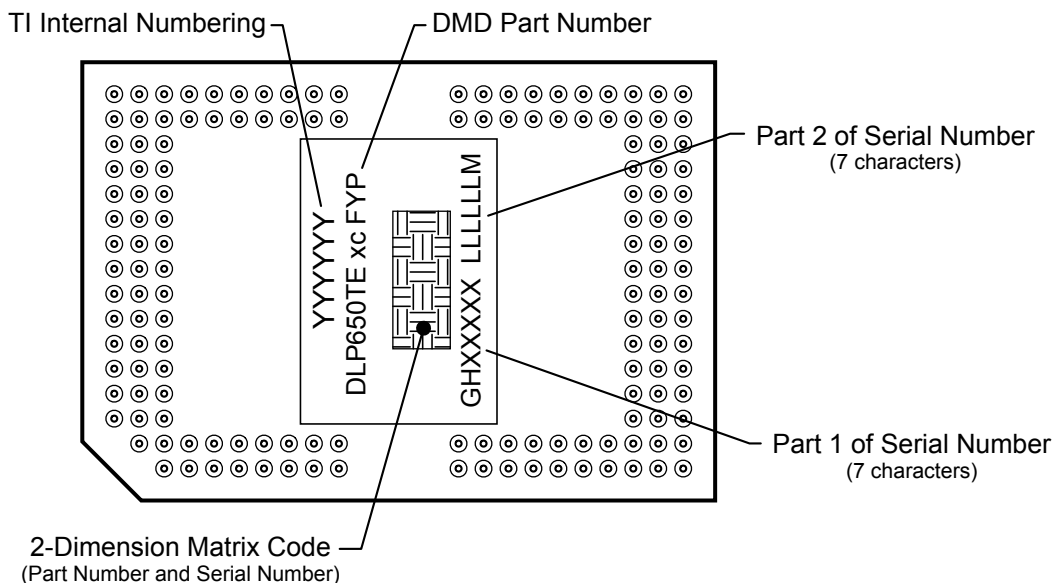 TI Internal Numbering
DMD Part Number
Part 2 of Serial Number
(7 characters)
YYYYYYY
DLP650TE xc FYP
GHXXXXX LLLLLLM
Part 1 of Serial Number
(7 characters)
2-Dimension Matrix Code
(Part Number and Serial Number)